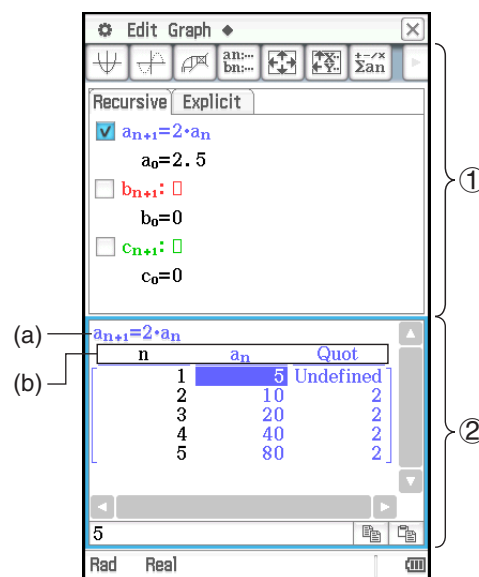 Edit Graph ◆
an:… bn:… +−/× Σan
Recursive Explicit
aₙ₊₁=2·aₙ
a₀=2.5
bₙ₊₁:□
b₀=0
cₙ₊₁:□
c₀=0
①
(a) aₙ₊₁=2·aₙ
(b) n aₙ Quot
1 5 Undefined
2 10 2
3 20 2
4 40 2
5 80 2
②
5
Rad Real